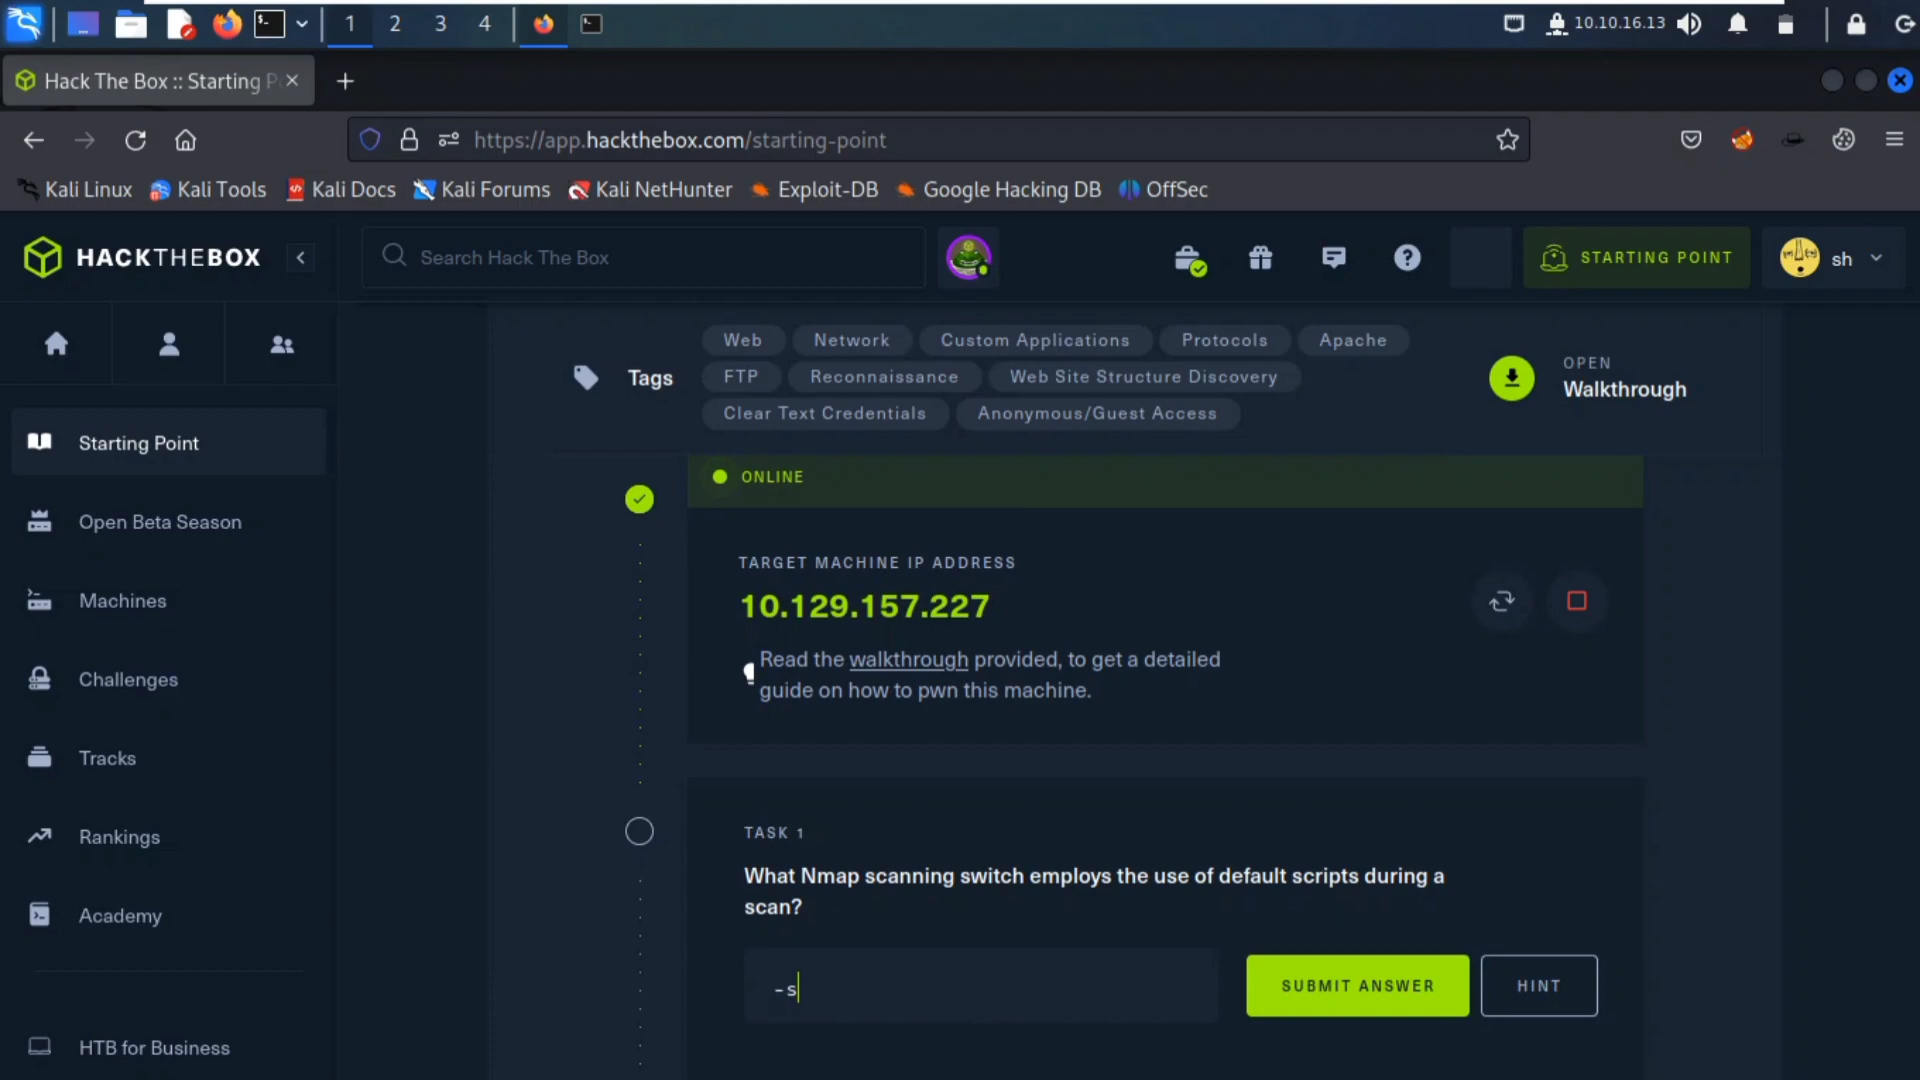 1 2 3 4 10.10.16.13
Hack The Box :: Starting P
https://app.hackthebox.com/starting-point
Kali Linux Kali Tools Kali Docs Kali Forums Kali NetHunter Exploit-DB Google Hacking DB OffSec
HACKTHEBOX Search Hack The Box STARTING POINT sh
Web Network Custom Applications Protocols Apache
Tags FTP Reconnaissance Web Site Structure Discovery
Clear Text Credentials Anonymous/Guest Access
OPEN
Walkthrough
Starting Point
Open Beta Season
Machines
Challenges
Tracks
Rankings
Academy
HTB for Business
ONLINE
TARGET MACHINE IP ADDRESS
10.129.157.227
Read the walkthrough provided, to get a detailed
guide on how to pwn this machine.
TASK 1
What Nmap scanning switch employs the use of default scripts during a
scan?
-s SUBMIT ANSWER HINT